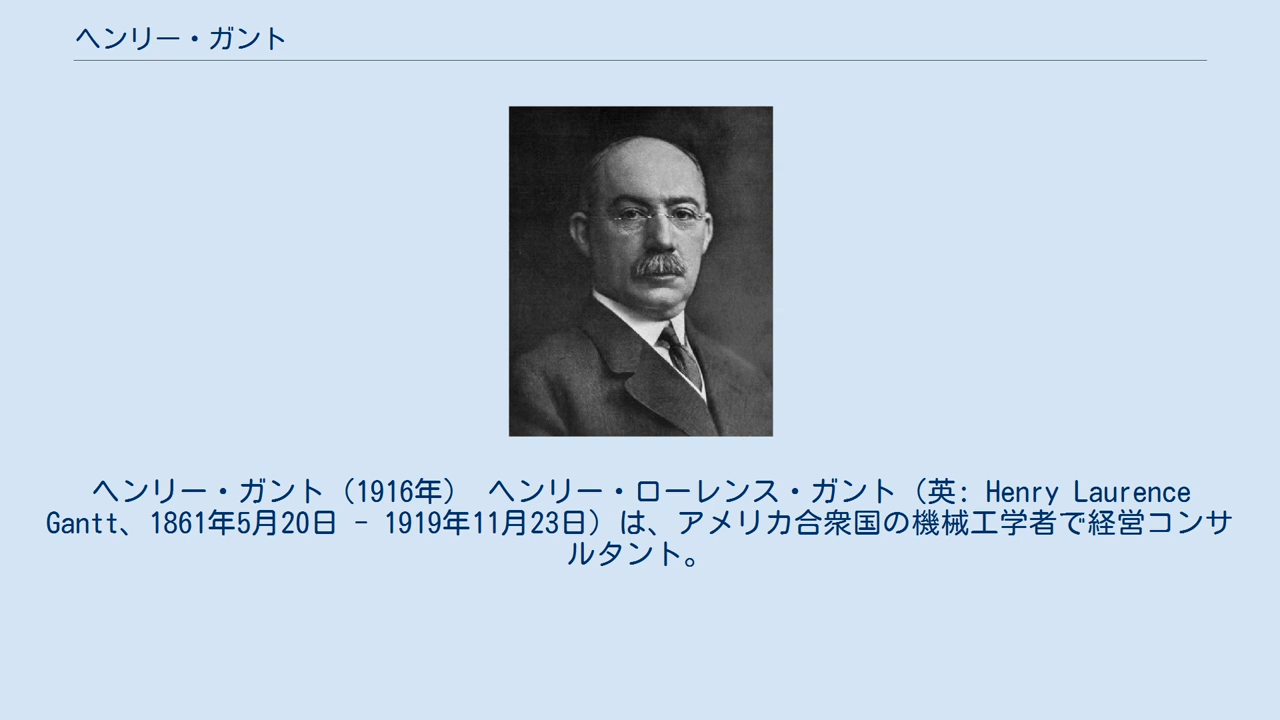 ヘンリー・ガント
ヘンリー・ガント（1916年） ヘンリー・ローレンス・ガント（英: Henry Laurence
Gantt、1861年5月20日 - 1919年11月23日）は、アメリカ合衆国の機械工学者で経営コンサ
ルタント。